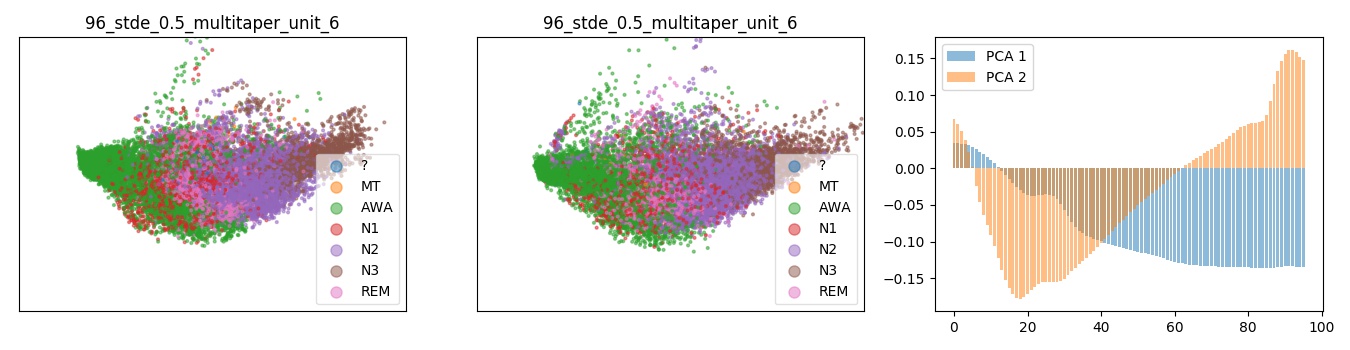 96_stde_0.5_multitaper_unit_6
?
MT
AWA
N1
N2
N3
REM
96_stde_0.5_multitaper_unit_6
?
MT
AWA
N1
N2
N3
REM
PCA 1
PCA 2
0.15
0.10
0.05
0.00
−0.05
−0.10
−0.15
0 20 40 60 80 100